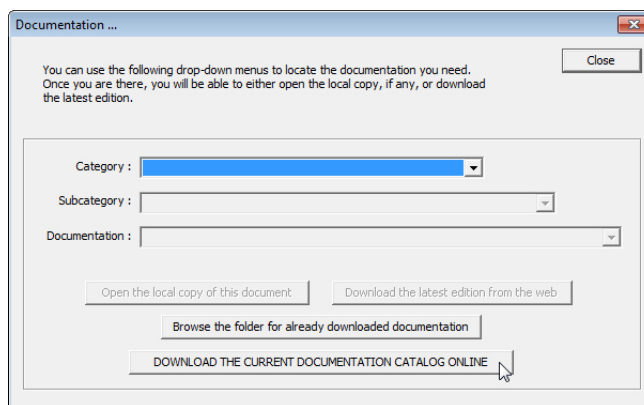 Documentation ...
Close
You can use the following drop-down menus to locate the documentation you need.
Once you are there, you will be able to either open the local copy, if any, or download
the latest edition.
Category :
Subcategory :
Documentation :
Open the local copy of this document
Download the latest edition from the web
Browse the folder for already downloaded documentation
DOWNLOAD THE CURRENT DOCUMENTATION CATALOG ONLINE